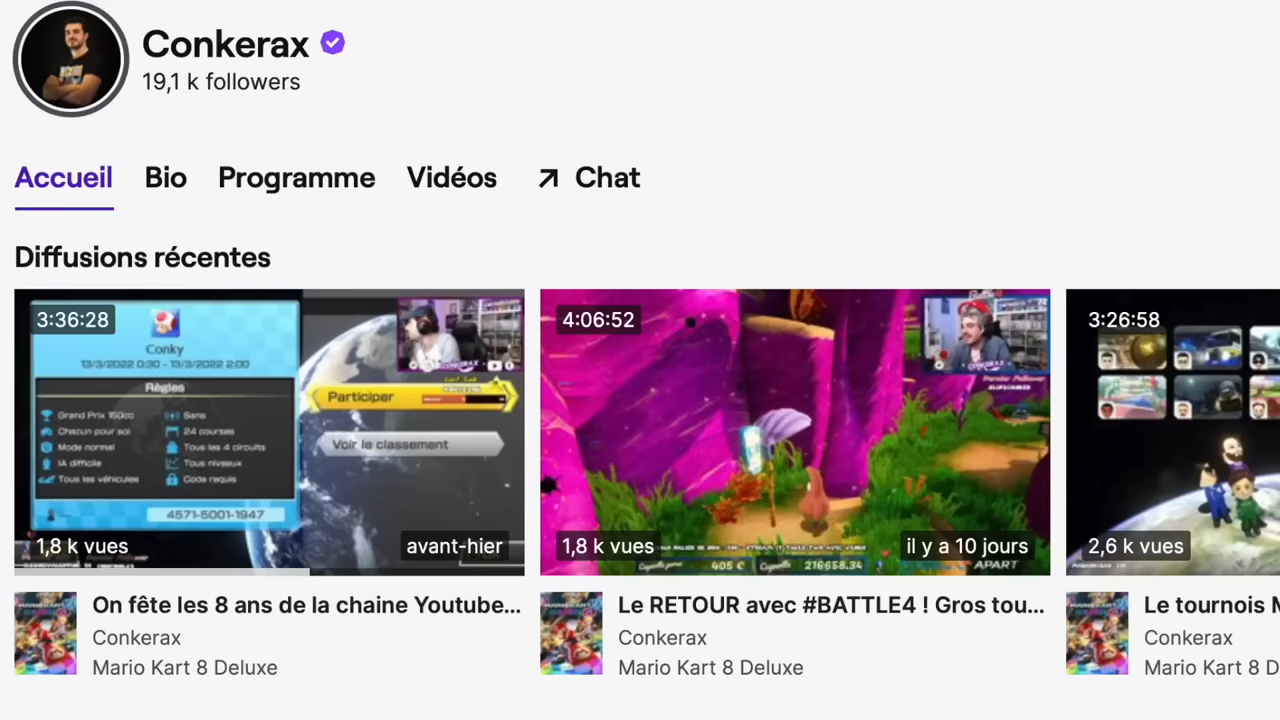 Conkerax
19,1 k followers
Accueil Bio Programme Vidéos Chat
Diffusions récentes
3:36:28
Conky
13/3/2022 0:30 - 13/3/2022 2:00
Règles
Grand Prix 150cc Sans
Chacun pour soi 24 courses
Mode normal Tous les 4 circuits
IA difficile Tous niveaux
Tous les véhicules Code requis
4571-5001-1947
Participer
Voir le classement
1,8 k vues
avant-hier
On fête les 8 ans de la chaine Youtube...
Conkerax
Mario Kart 8 Deluxe
4:06:52
405 €
216658.34
APART
1,8 k vues
il y a 10 jours
Le RETOUR avec #BATTLE4 ! Gros tou...
Conkerax
Mario Kart 8 Deluxe
3:26:58
2,6 k vues
Le tournois M
Conkerax
Mario Kart 8 D